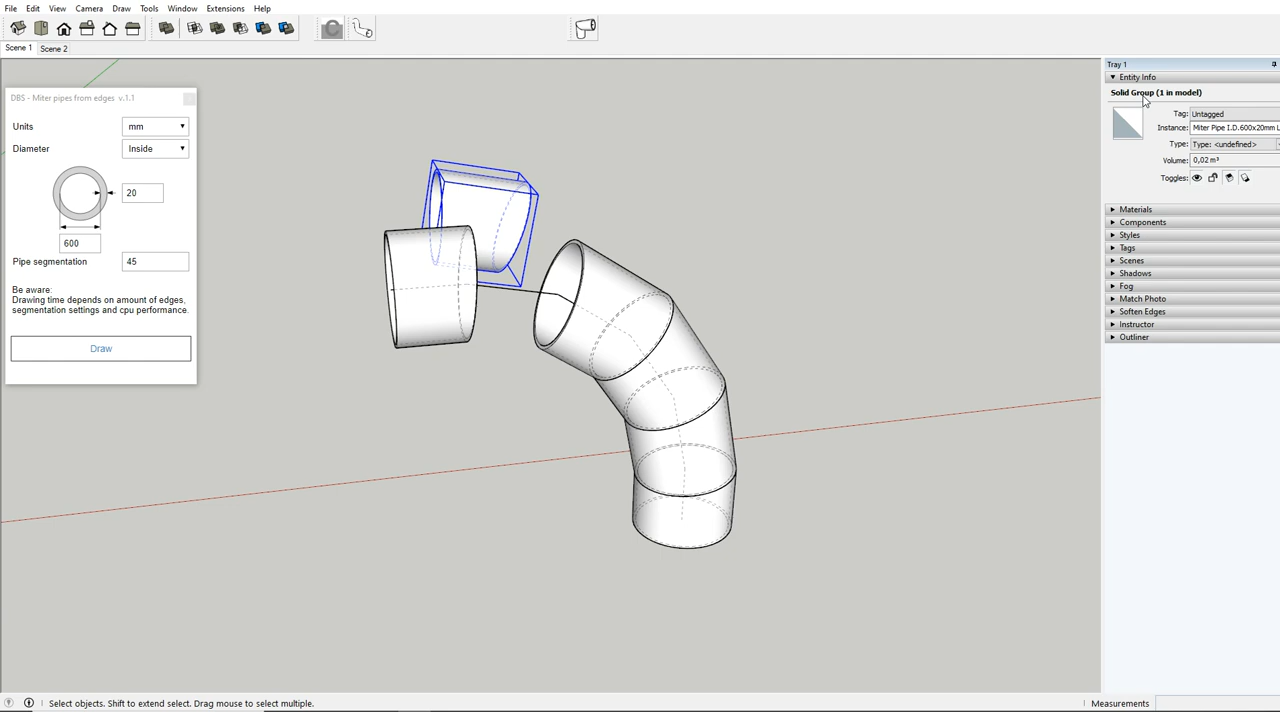 File Edit View Camera Draw Tools Window Extensions Help
Scene 1 Scene 2
DBS - Miter pipes from edges v.1.1
Units mm
Diameter Inside
20
600
Pipe segmentation 45
Be aware:
Drawing time depends on amount of edges,
segmentation settings and cpu performance.
Draw
Tray 1
Entity Info
Solid Group (1 in model)
Tag: Untagged
Instance: Miter Pipe I.D.600x20mm L
Type: Type: <undefined>
Volume: 0,02 m³
Toggles:
Materials
Components
Styles
Tags
Scenes
Shadows
Fog
Match Photo
Soften Edges
Instructor
Outliner
Select objects. Shift to extend select. Drag mouse to select multiple.
Measurements